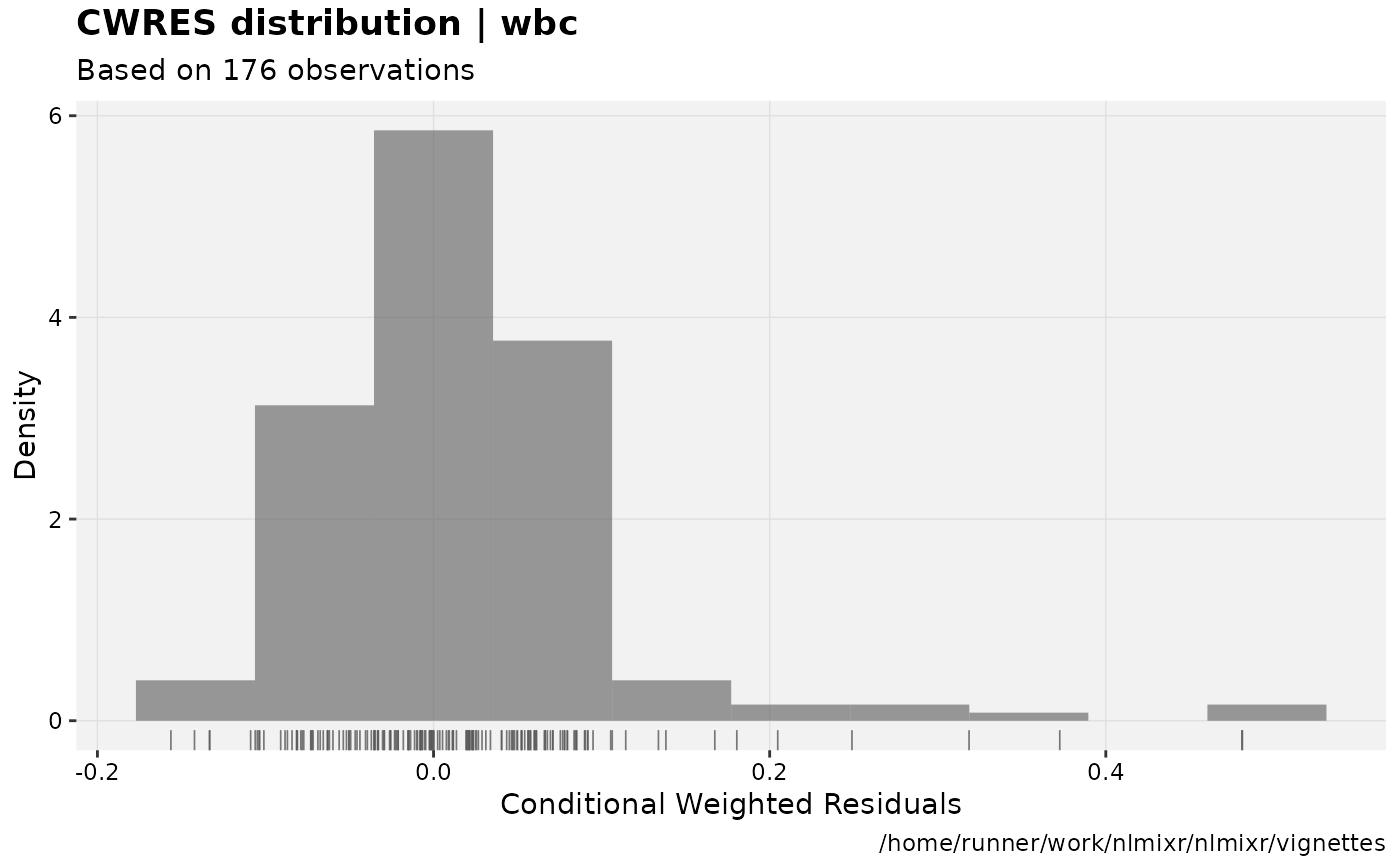 CWRES distribution | wbc
Based on 176 observations
6
4
2
0
Density
-0.2 0.0 0.2 0.4
Conditional Weighted Residuals
/home/runner/work/nlmixr/nlmixr/vignettes